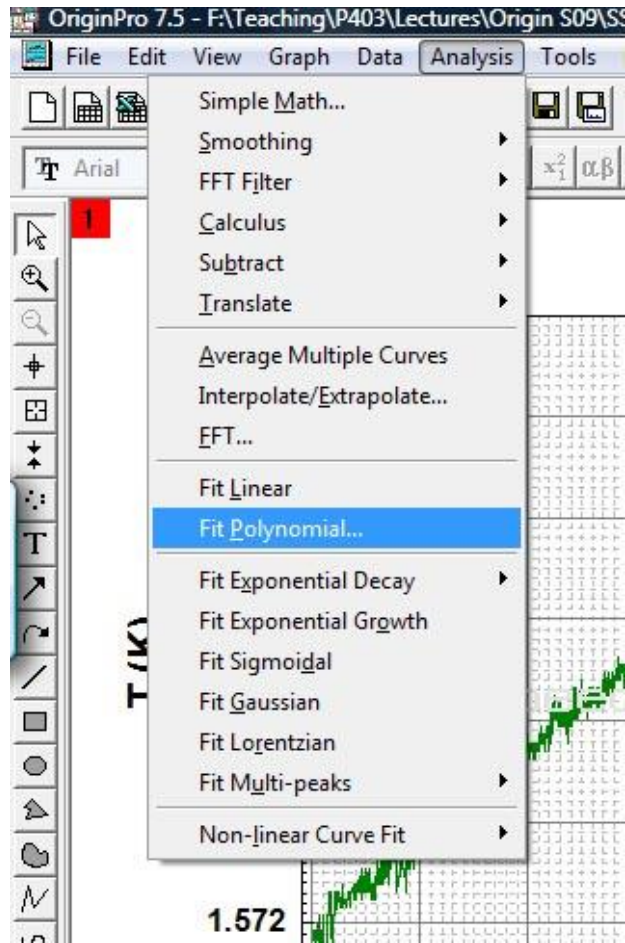 OriginPro 7.5 - F:\Teaching\P403\Lectures\Origin S09\SS
File Edit View Graph Data Analysis Tools
Arial
1
Simple Math...
Smoothing
FFT Filter
Calculus
Subtract
Translate
Average Multiple Curves
Interpolate/Extrapolate...
FFT...
Fit Linear
Fit Polynomial...
Fit Exponential Decay
Fit Exponential Growth
Fit Sigmoidal
Fit Gaussian
Fit Lorentzian
Fit Multi-peaks
Non-linear Curve Fit
T (K)
1.572